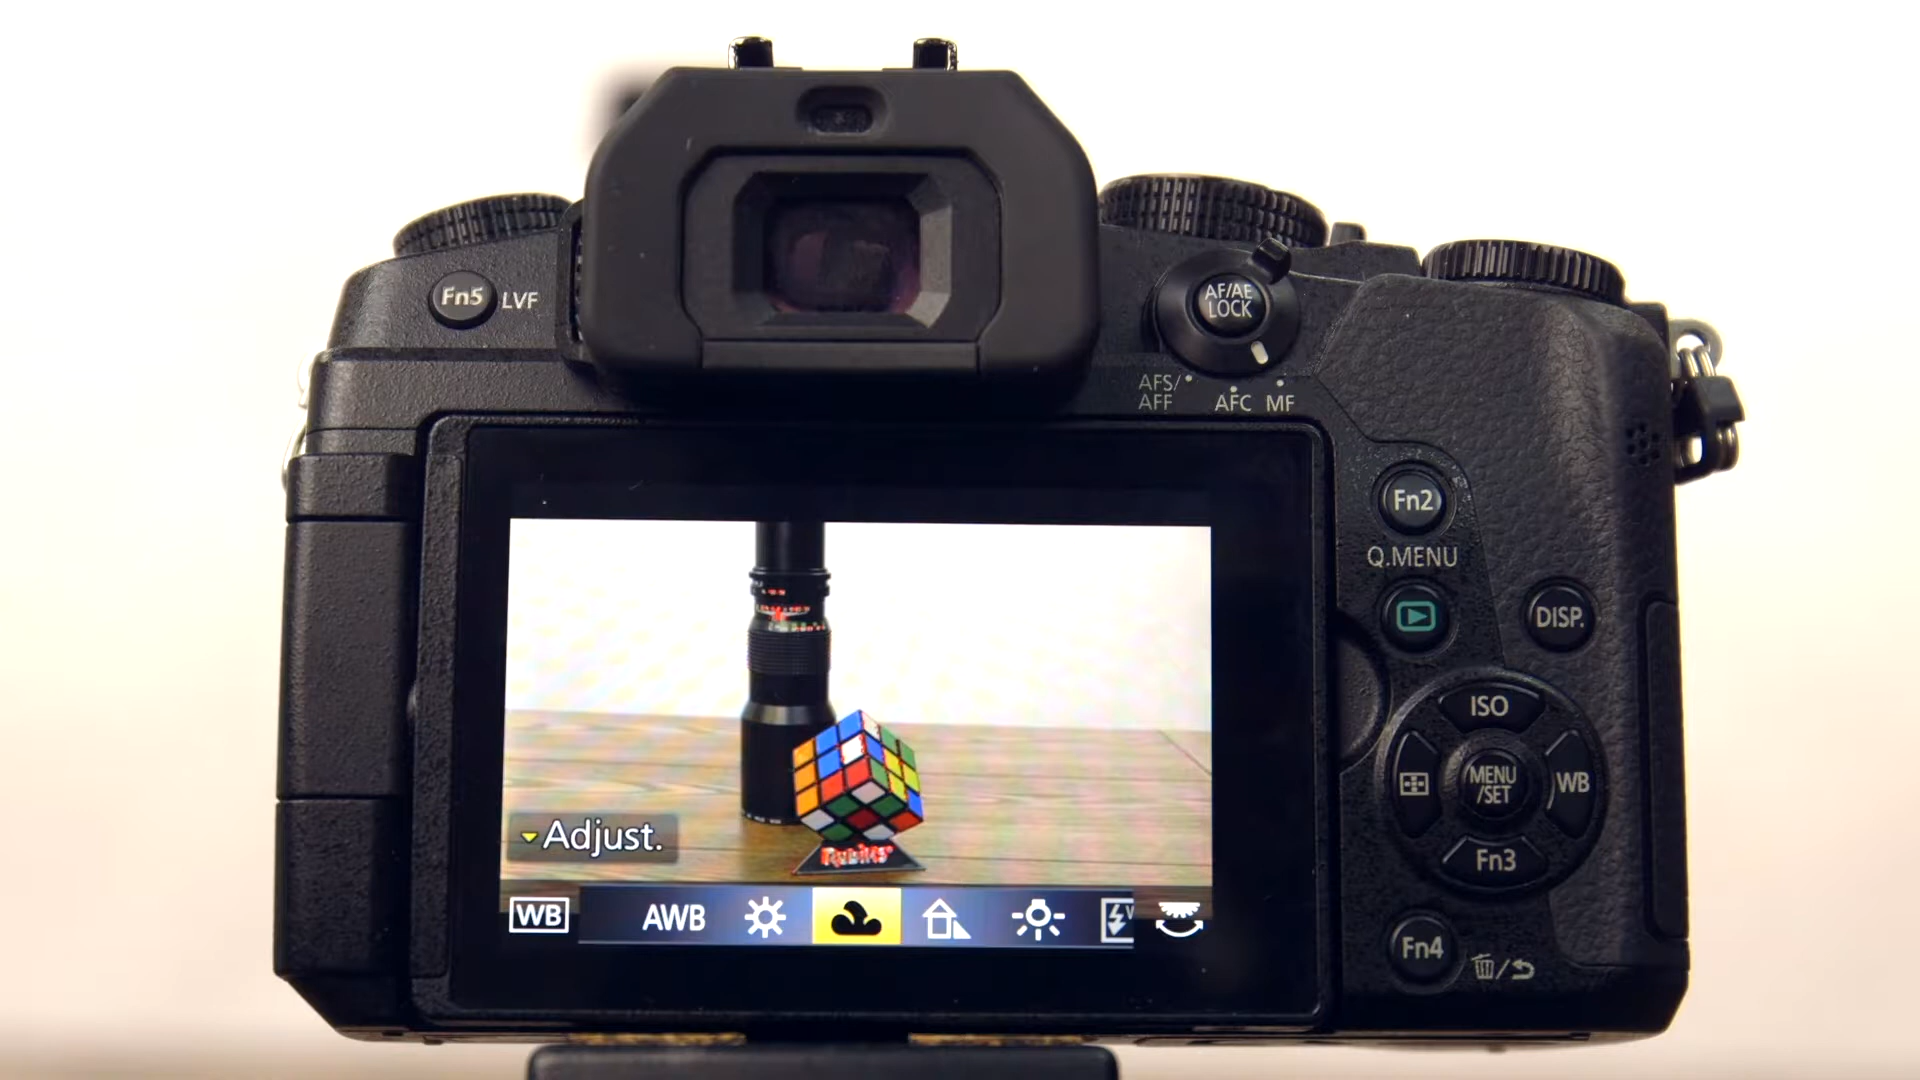 Fn5 LVF
AF/AE
LOCK
AFS/
AFF
AFC
MF
Fn2
Q.MENU
DISP.
ISO
MENU
/SET
WB
Fn3
Fn4
Adjust.
Rubik's
WB
AWB
W